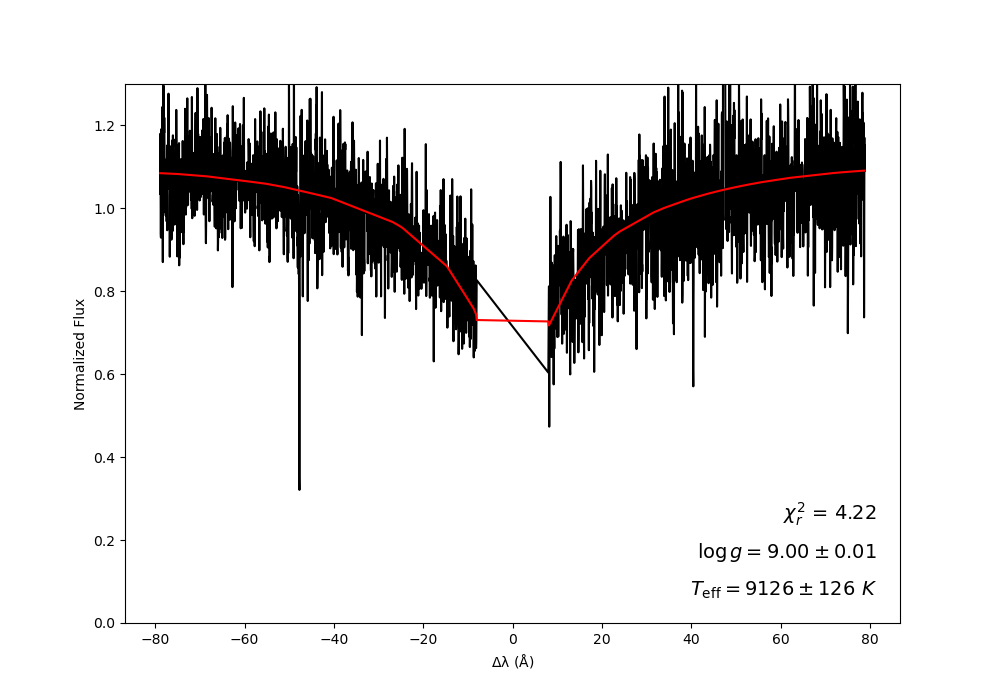 1.2
1.0
0.8
0.6
0.4
0.2
0.0
Normalized Flux
χ²ᵣ = 4.22
log g = 9.00 ± 0.01
T_eff = 9126 ± 126 K
−80 −60 −40 −20 0 20 40 60 80
Δλ (Å)